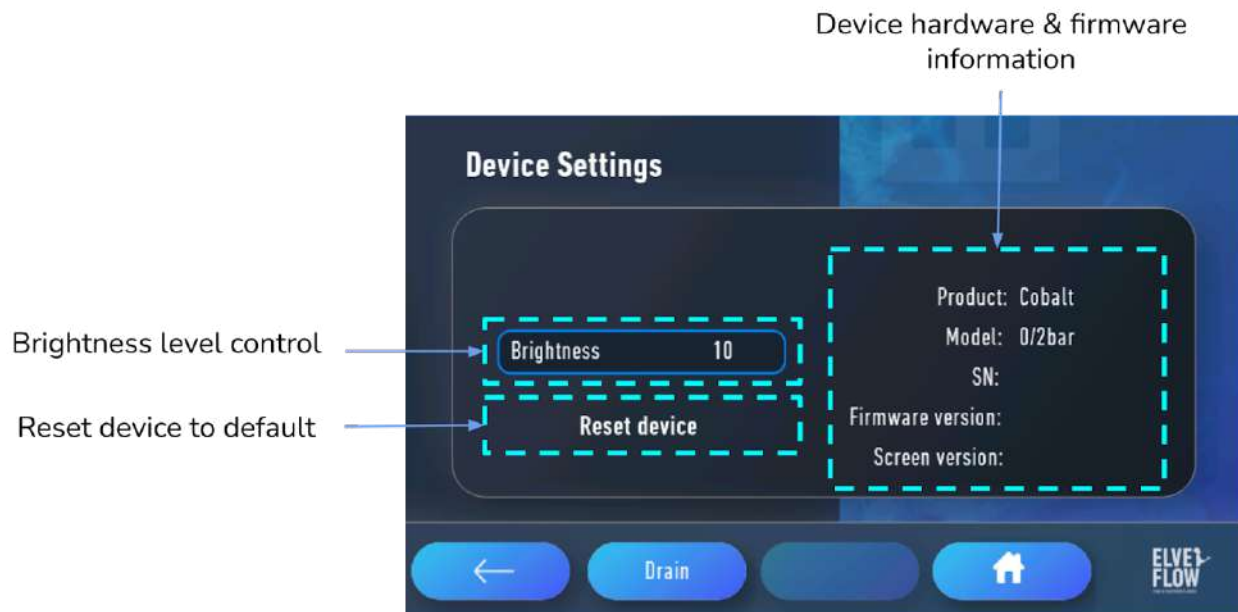 Device hardware & firmware
information
Device Settings
Brightness level control
Brightness 10
Reset device to default
Reset device
Product: Cobalt
Model: 0/2bar
SN:
Firmware version:
Screen version:
Drain
ELVE
FLOW